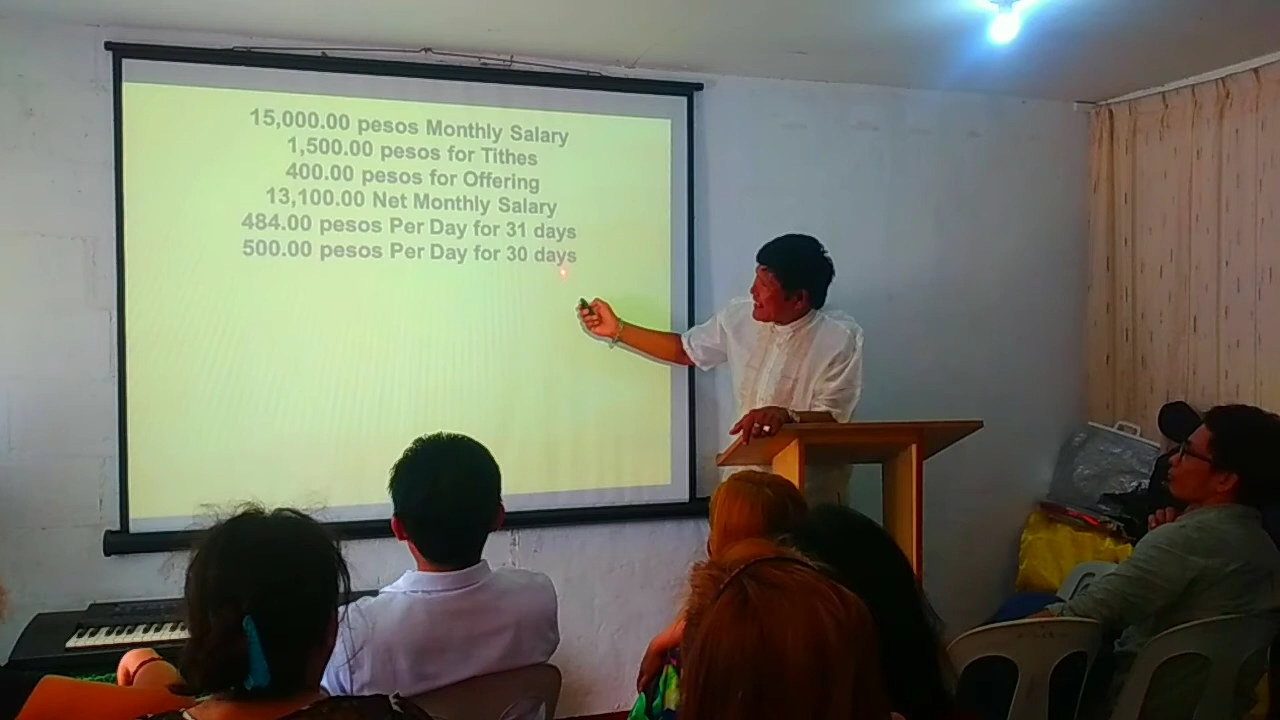 15,000.00 pesos Monthly Salary
1,500.00 pesos for Tithes
400.00 pesos for Offering
13,100.00 Net Monthly Salary
484.00 pesos Per Day for 31 days
500.00 pesos Per Day for 30 days